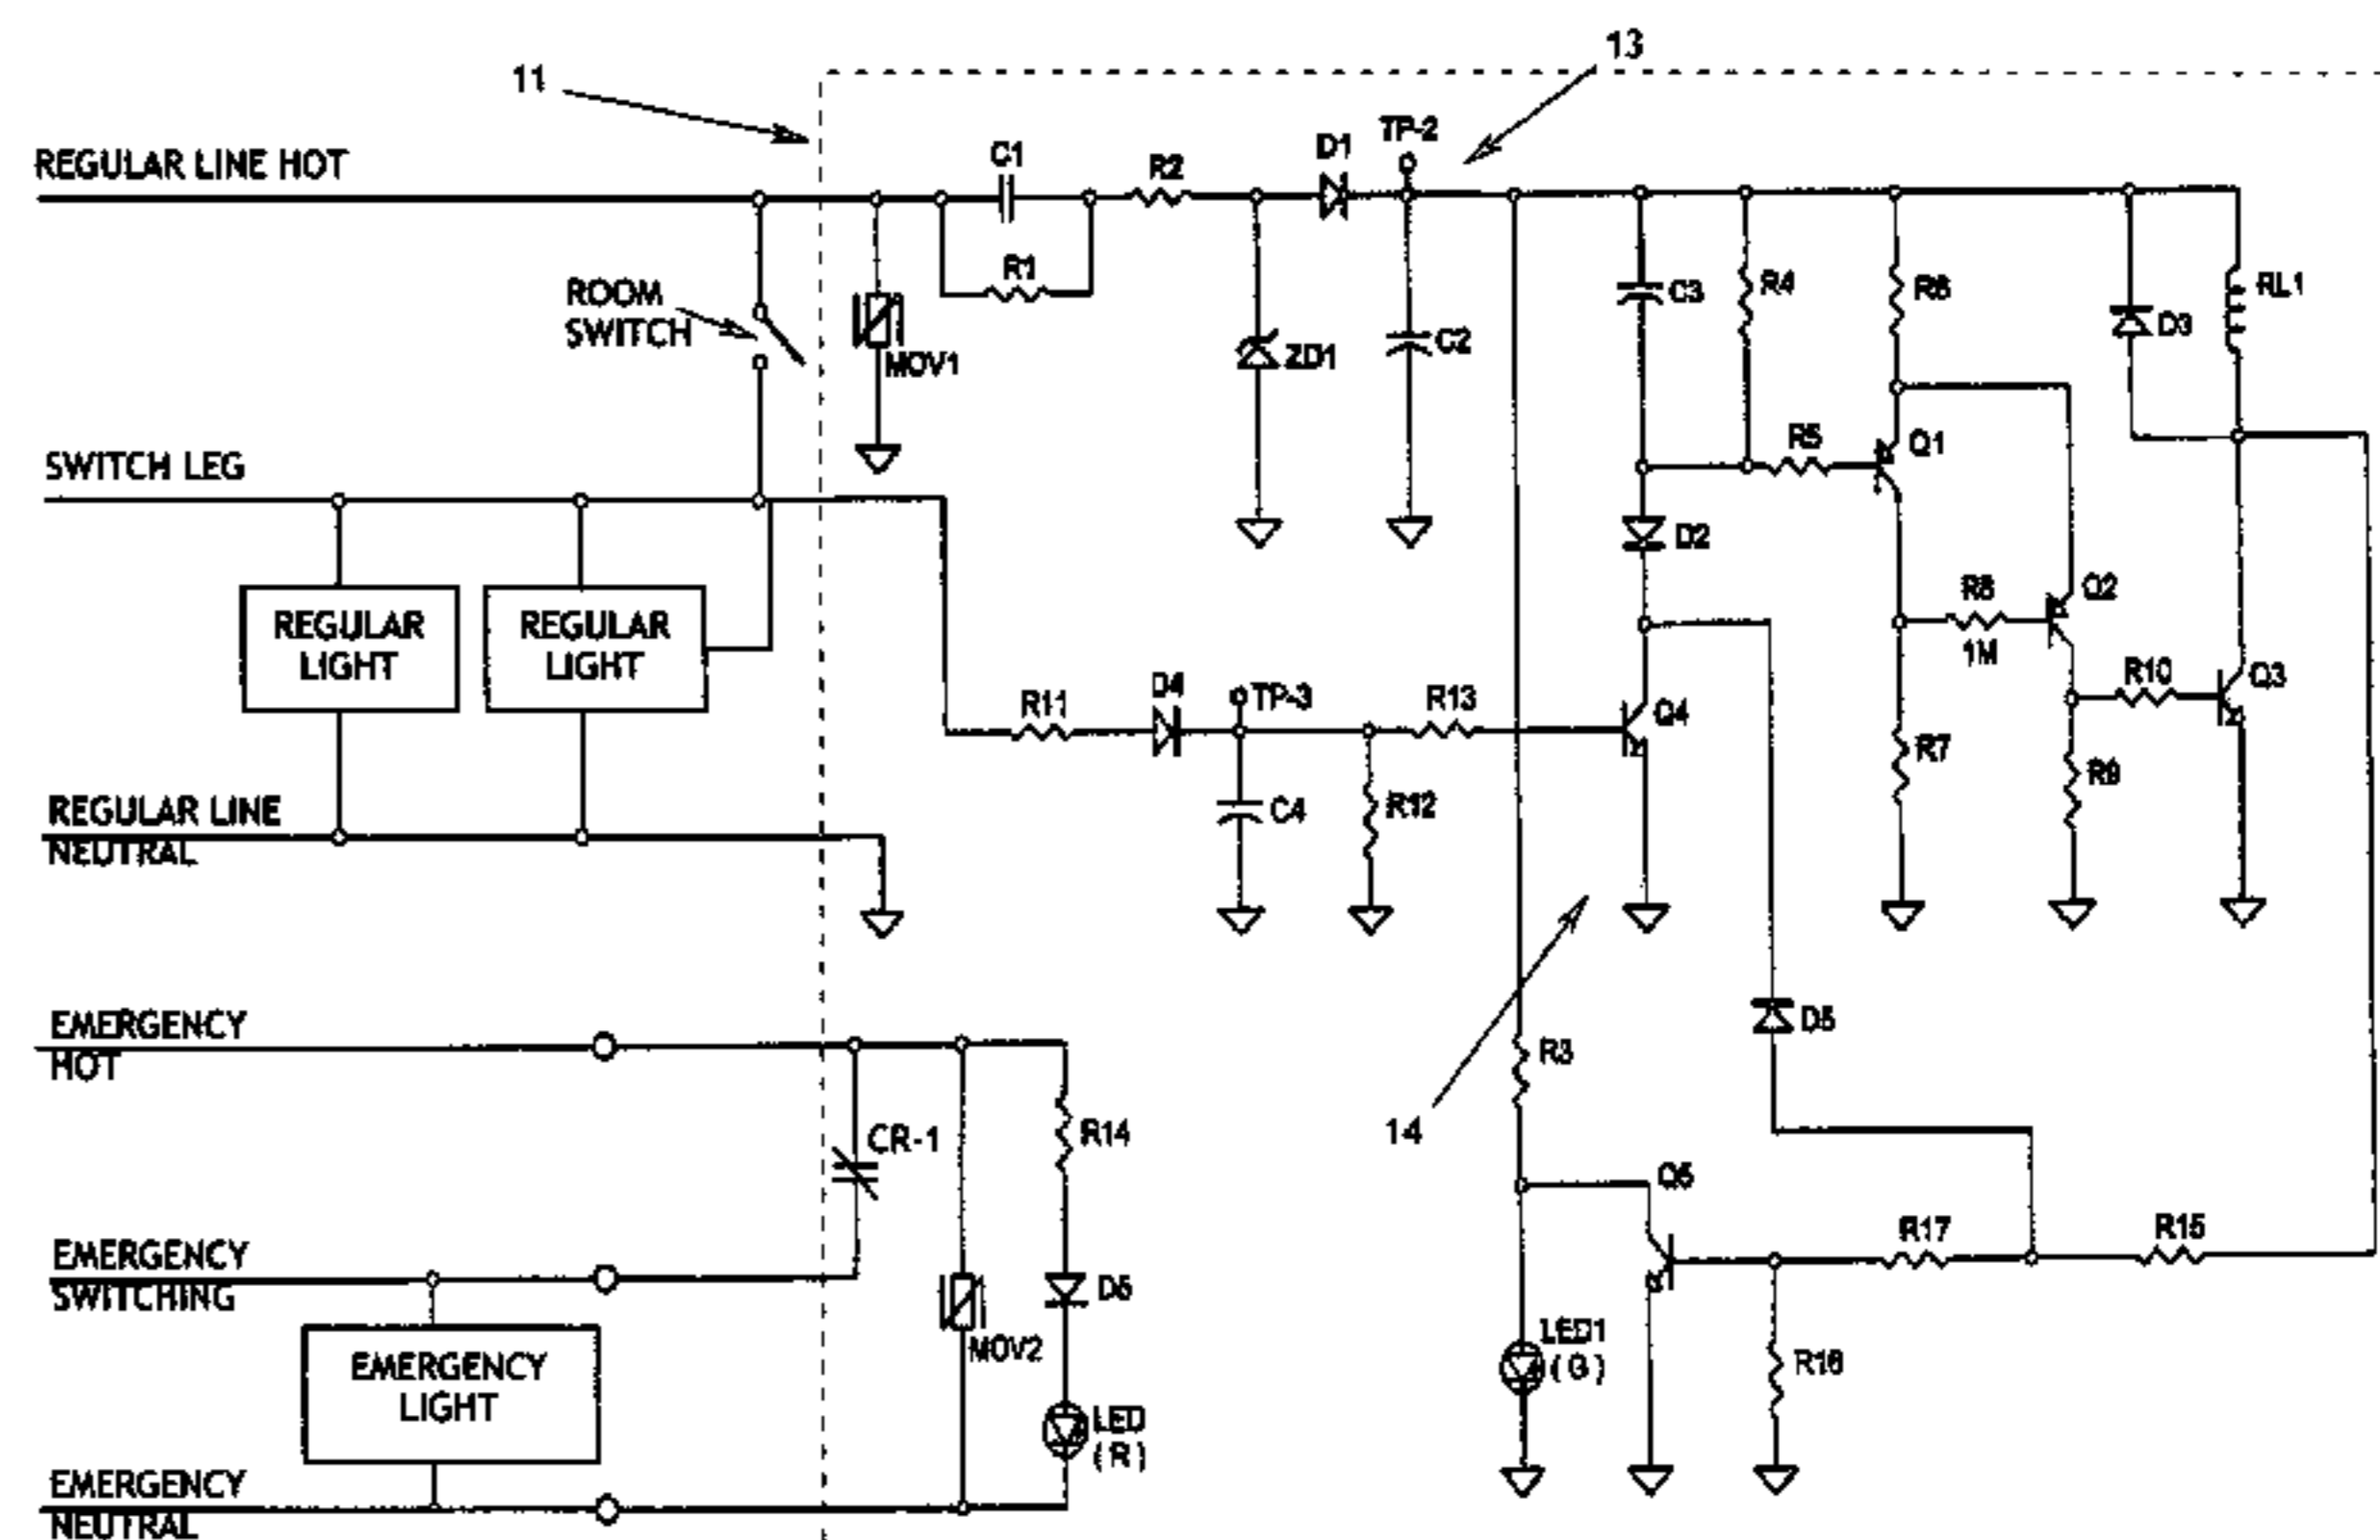 11
13
REGULAR LINE HOT
C1
R2
D1
TP-2
R1
ROOM
SWITCH
MOV1
ZD1
C2
C3
R4
R6
D3
RL1
SWITCH LEG
R5
Q1
D2
REGULAR
LIGHT
REGULAR
LIGHT
R8
1M
Q2
R11
D4
TP-3
R13
Q4
R10
Q3
R7
R9
REGULAR LINE
NEUTRAL
C4
R12
EMERGENCY
HOT
CR-1
R14
14
R3
D5
Q5
EMERGENCY
SWITCHING
D5
MOV2
R17
R15
EMERGENCY
LIGHT
LED
(R)
LED1
(G)
R16
EMERGENCY
NEUTRAL